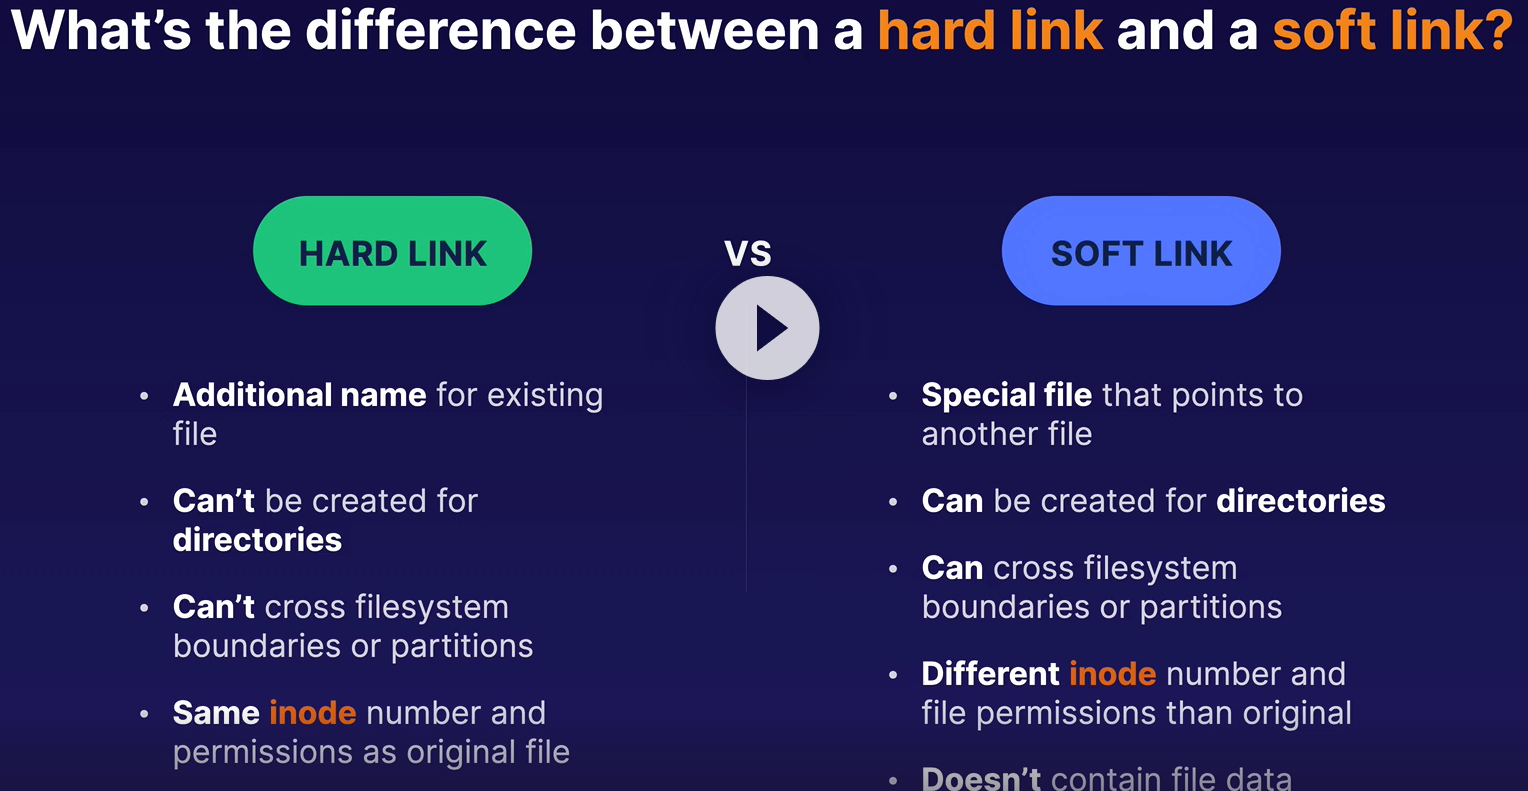 What’s the difference between a hard link and a soft link?
HARD LINK
VS
SOFT LINK
• Additional name for existing
file
• Can’t be created for
directories
• Can’t cross filesystem
boundaries or partitions
• Same inode number and
permissions as original file
• Special file that points to
another file
• Can be created for directories
• Can cross filesystem
boundaries or partitions
• Different inode number and
file permissions than original
• Doesn’t contain file data